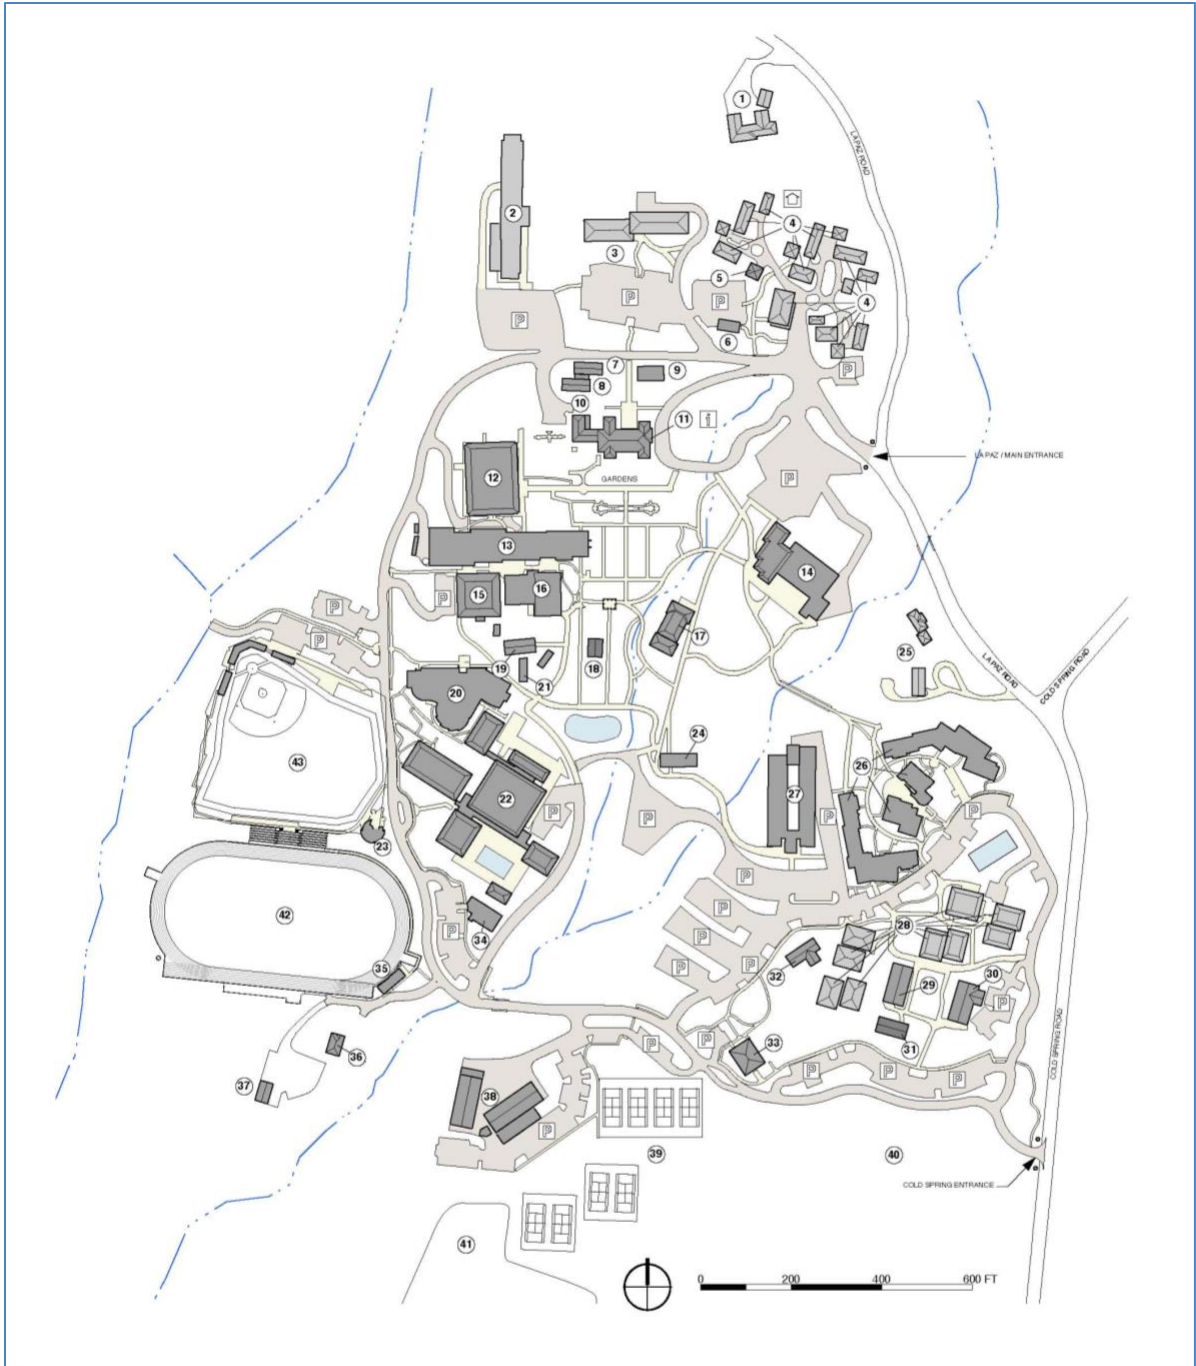 1
LA PAZ ROAD
2
4
3
5
P
P
4
P
6
7
9
P
8
10
11
LA PAZ / MAIN ENTRANCE
12
GARDENS
P
13
14
15
16
P
P
17
P
18
19
25
LA PAZ ROAD
COLD SPRING ROAD
21
20
24
43
26
22
27
P
P
P
P
23
P
42
P
28
34
P
P
P
35
32
29
30
P
36
33
31
P
P
COLD SPRING ROAD
37
P
P
P
38
P
39
40
COLD SPRING ENTRANCE
41
0 200 400 600 FT